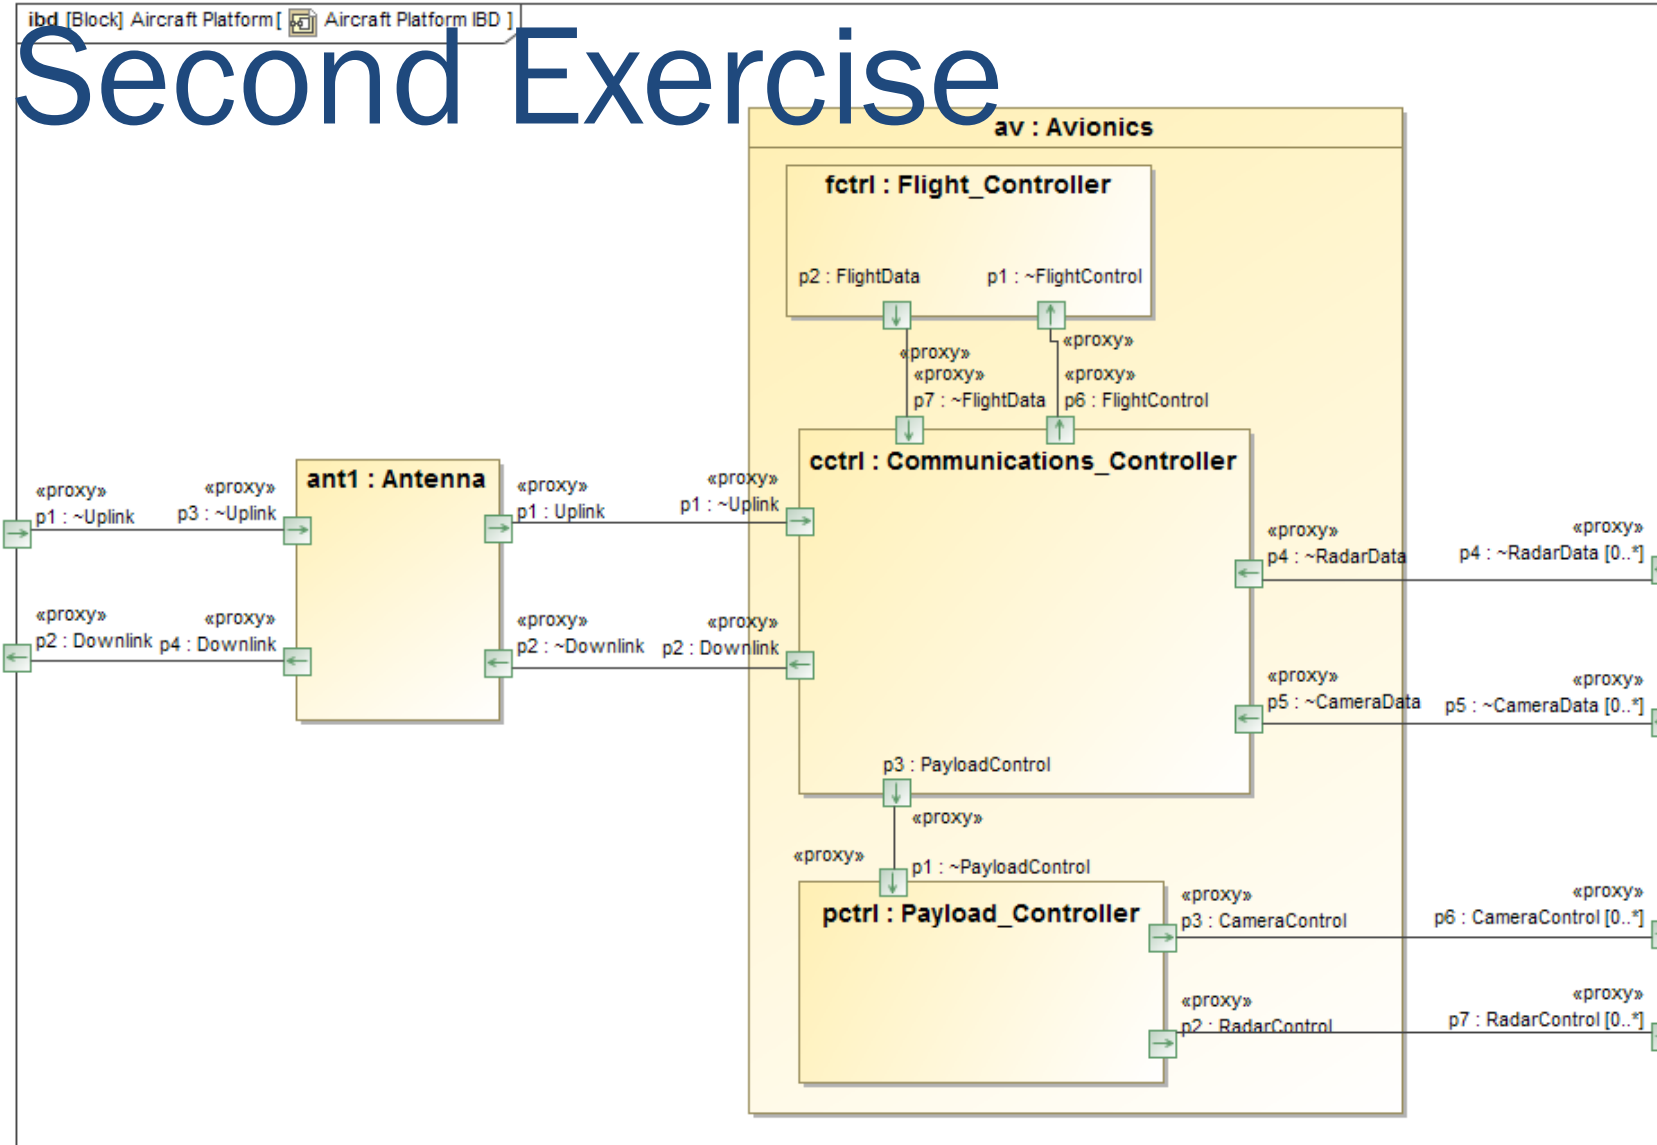 ibd [Block] Aircraft Platform [ Aircraft Platform IBD ]
Second Exercise
av : Avionics
fctrl : Flight_Controller
p2 : FlightData
p1 : ~FlightControl
«proxy»
«proxy»
«proxy»
«proxy»
p7 : ~FlightData
p6 : FlightControl
cctrl : Communications_Controller
ant1 : Antenna
«proxy»
p1 : ~Uplink
«proxy»
p3 : ~Uplink
«proxy»
p1 : Uplink
«proxy»
p1 : ~Uplink
«proxy»
p4 : ~RadarData
«proxy»
p4 : ~RadarData [0..*]
«proxy»
p2 : Downlink
«proxy»
p4 : Downlink
«proxy»
p2 : ~Downlink
«proxy»
p2 : Downlink
«proxy»
p5 : ~CameraData
«proxy»
p5 : ~CameraData [0..*]
p3 : PayloadControl
«proxy»
«proxy»
p1 : ~PayloadControl
pctrl : Payload_Controller
«proxy»
p3 : CameraControl
«proxy»
p6 : CameraControl [0..*]
«proxy»
p2 : RadarControl
«proxy»
p7 : RadarControl [0..*]